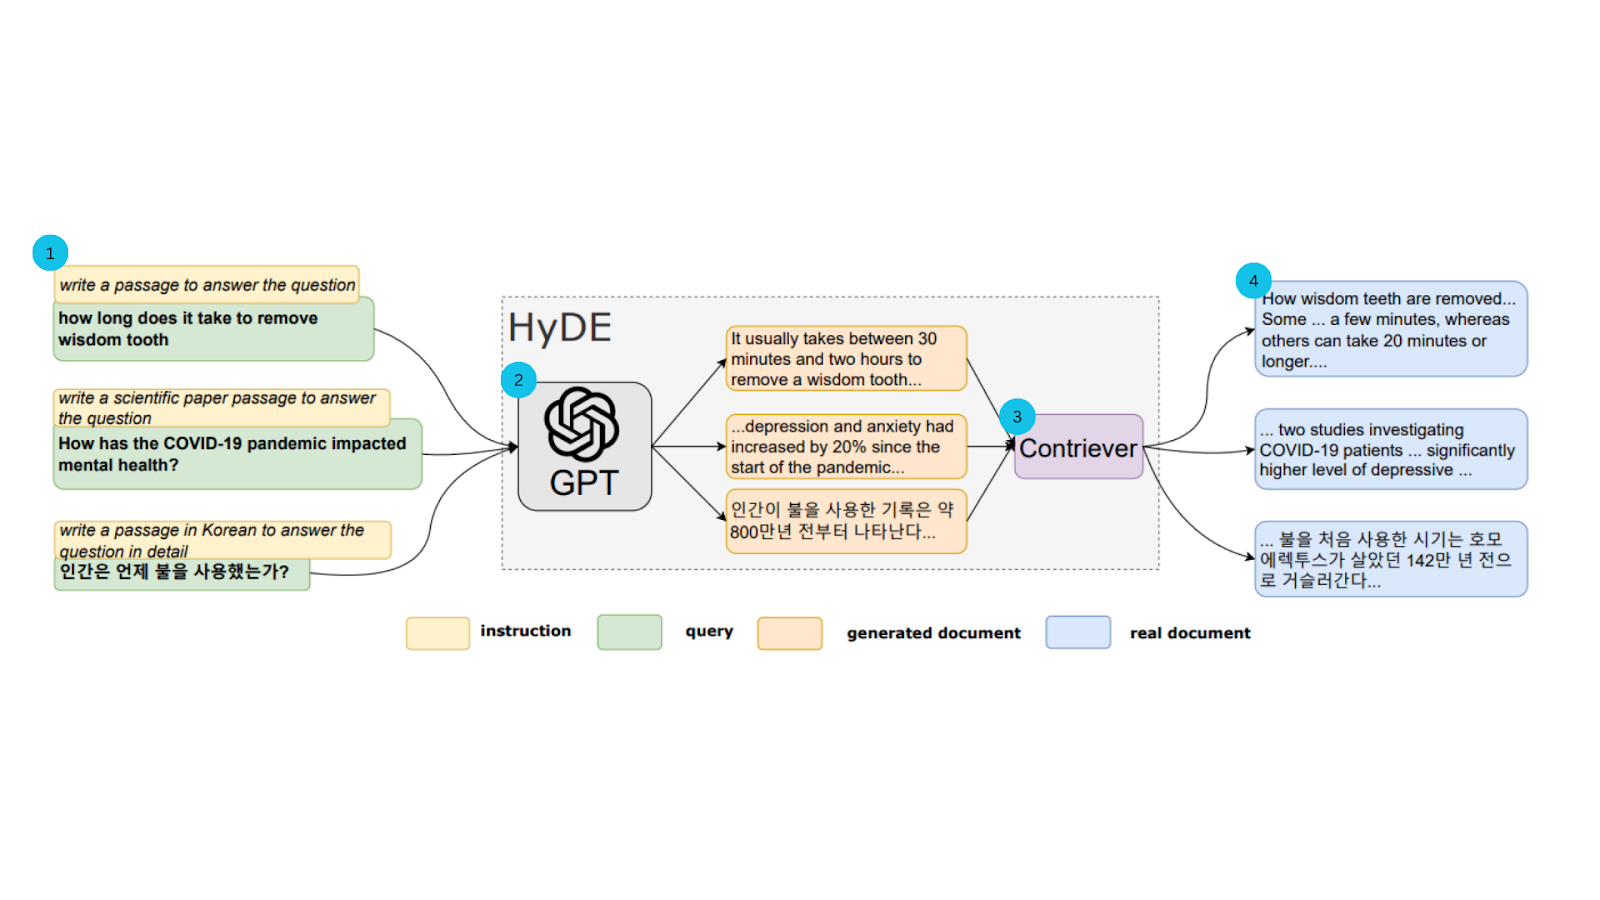 1
write a passage to answer the question
how long does it take to remove
wisdom tooth
write a scientific paper passage to answer
the question
How has the COVID-19 pandemic impacted
mental health?
write a passage in Korean to answer the
question in detail
인간은 언제 불을 사용했는가?
HyDE
2
GPT
It usually takes between 30
minutes and two hours to
remove a wisdom tooth...
...depression and anxiety had
increased by 20% since the
start of the pandemic...
인간이 불을 사용한 기록은 약
800만년 전부터 나타난다...
3
Contriever
4
How wisdom teeth are removed...
Some ... a few minutes, whereas
others can take 20 minutes or
longer....
... two studies investigating
COVID-19 patients ... significantly
higher level of depressive ...
... 불을 처음 사용한 시기는 호모
에렉투스가 살았던 142만 년 전으
로 거슬러간다...
instruction
query
generated document
real document